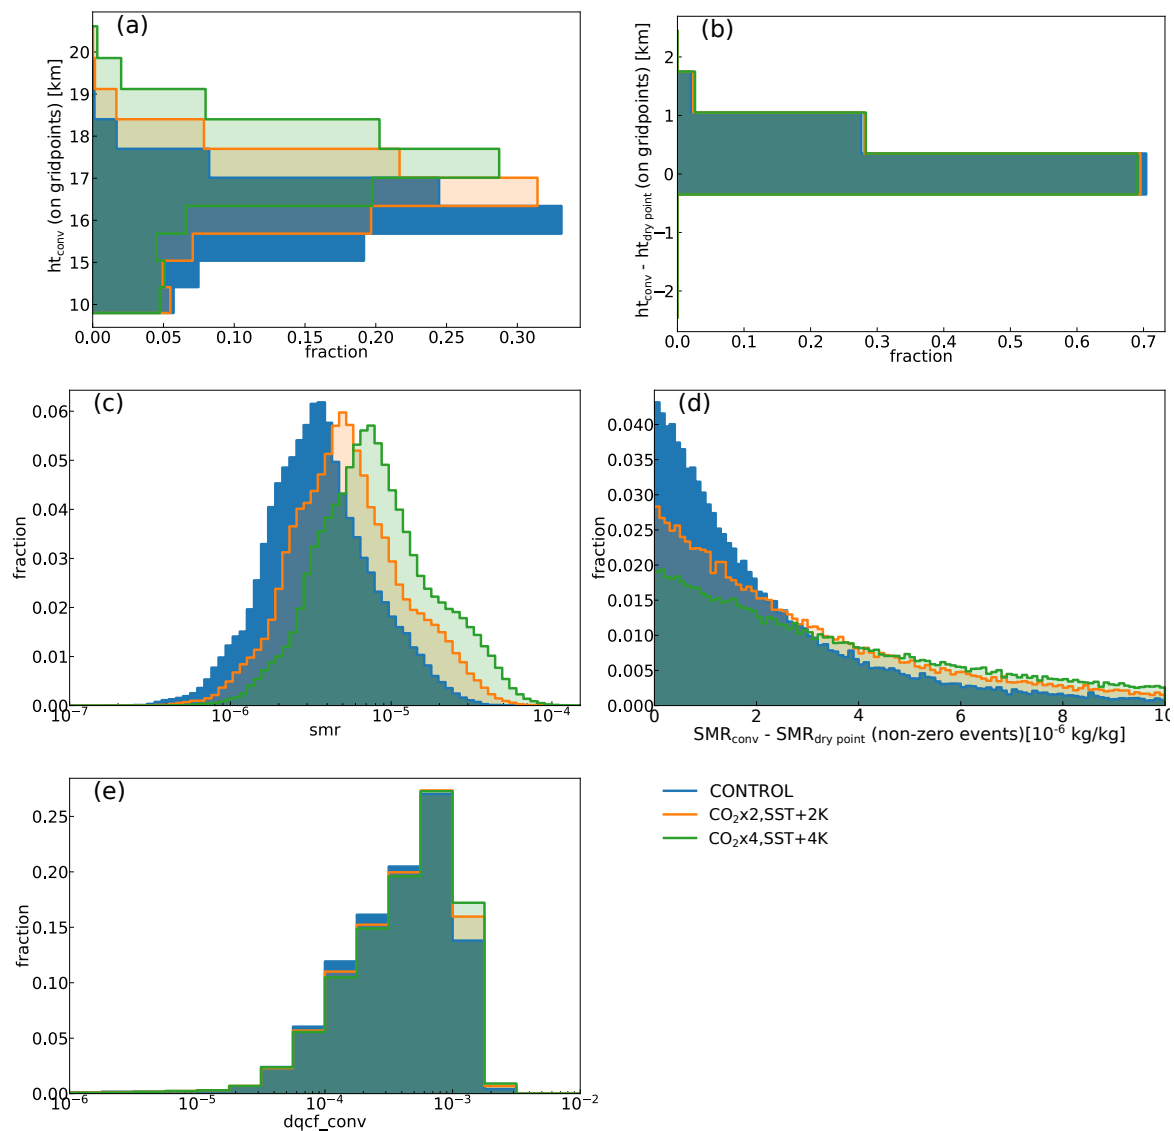 (a)
ht_conv (on gridpoints) [km]
20
19
18
17
16
15
10
0.00 0.05 0.10 0.15 0.20 0.25 0.30
fraction
(b)
ht_conv - ht_dry point (on gridpoints) [km]
2
1
0
−1
−2
0.0 0.1 0.2 0.3 0.4 0.5 0.6 0.7
fraction
(c)
fraction
0.06
0.05
0.04
0.03
0.02
0.01
0.00
10^-7 10^-6 10^-5 10^-4
smr
(d)
fraction
0.040
0.035
0.030
0.025
0.020
0.015
0.010
0.005
0.000
0 2 4 6 8 10
SMR_conv - SMR_dry point (non-zero events)[10^-6 kg/kg]
(e)
fraction
0.25
0.20
0.15
0.10
0.05
0.00
10^-6 10^-5 10^-4 10^-3 10^-2
dqcf_conv
CONTROL
CO₂x2,SST+2K
CO₂x4,SST+4K